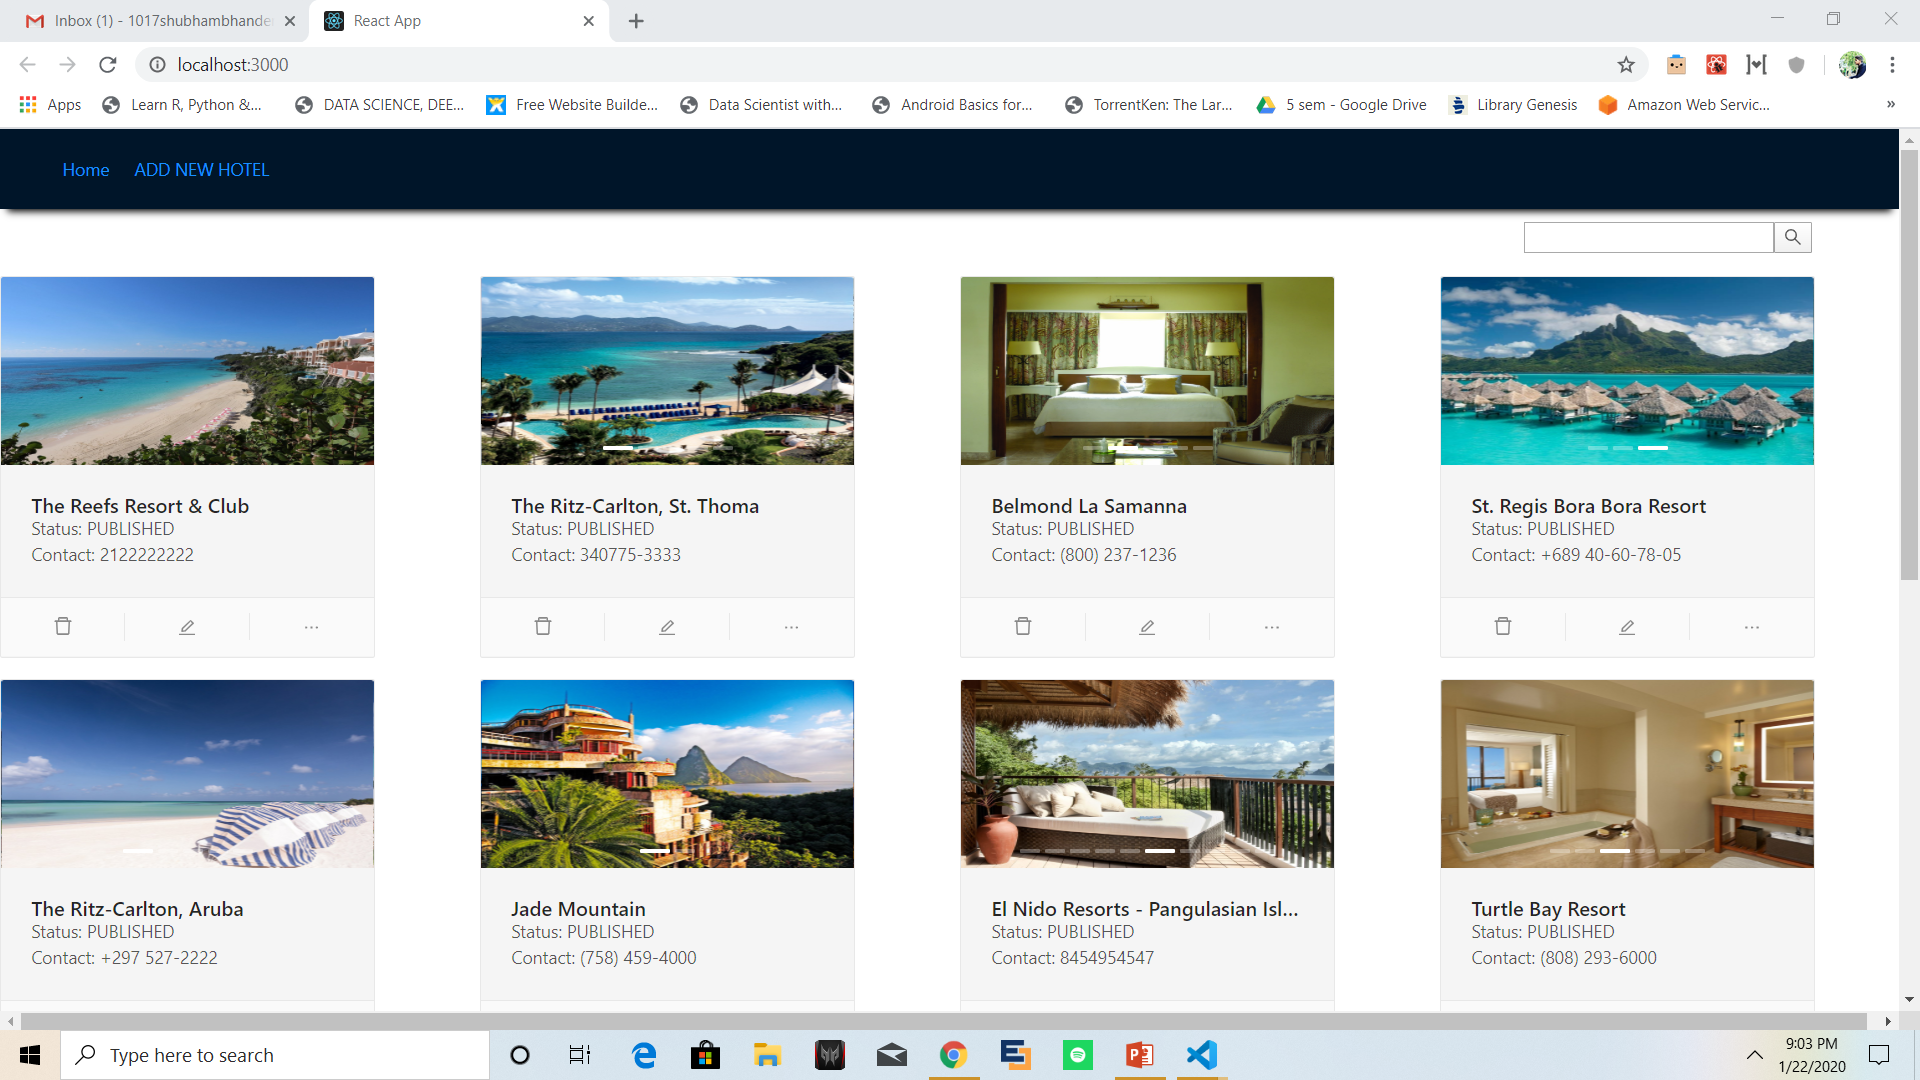 Inbox (1) - 1017shubhambhande
React App
localhost:3000
Apps
Learn R, Python &...
DATA SCIENCE, DEE...
Free Website Builde...
Data Scientist with...
Android Basics for...
TorrentKen: The Lar...
5 sem - Google Drive
Library Genesis
Amazon Web Servic...
»
Home ADD NEW HOTEL
The Reefs Resort & Club
Status: PUBLISHED
Contact: 2122222222
The Ritz-Carlton, St. Thoma
Status: PUBLISHED
Contact: 340775-3333
Belmond La Samanna
Status: PUBLISHED
Contact: (800) 237-1236
St. Regis Bora Bora Resort
Status: PUBLISHED
Contact: +689 40-60-78-05
The Ritz-Carlton, Aruba
Status: PUBLISHED
Contact: +297 527-2222
Jade Mountain
Status: PUBLISHED
Contact: (758) 459-4000
El Nido Resorts - Pangulasian Isl...
Status: PUBLISHED
Contact: 8454954547
Turtle Bay Resort
Status: PUBLISHED
Contact: (808) 293-6000
Type here to search
9:03 PM
1/22/2020